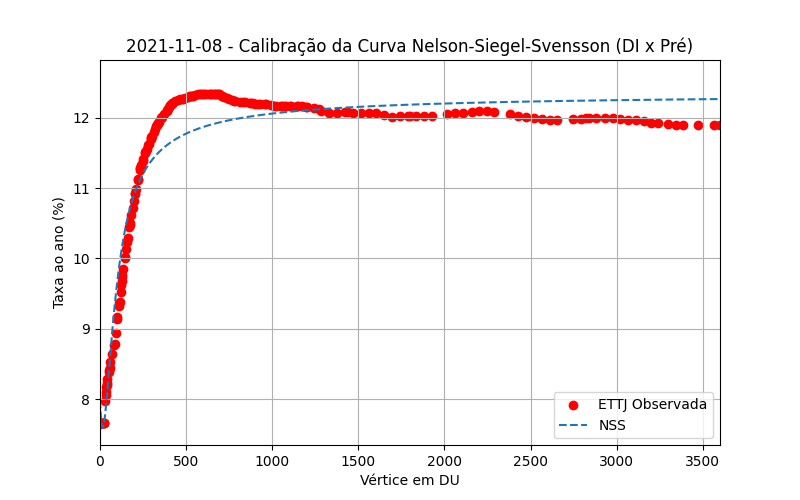 2021-11-08 - Calibração da Curva Nelson-Siegel-Svensson (DI x Pré)
Taxa ao ano (%)
12
11
10
9
8
0 500 1000 1500 2000 2500 3000 3500
Vértice em DU
ETTJ Observada
NSS